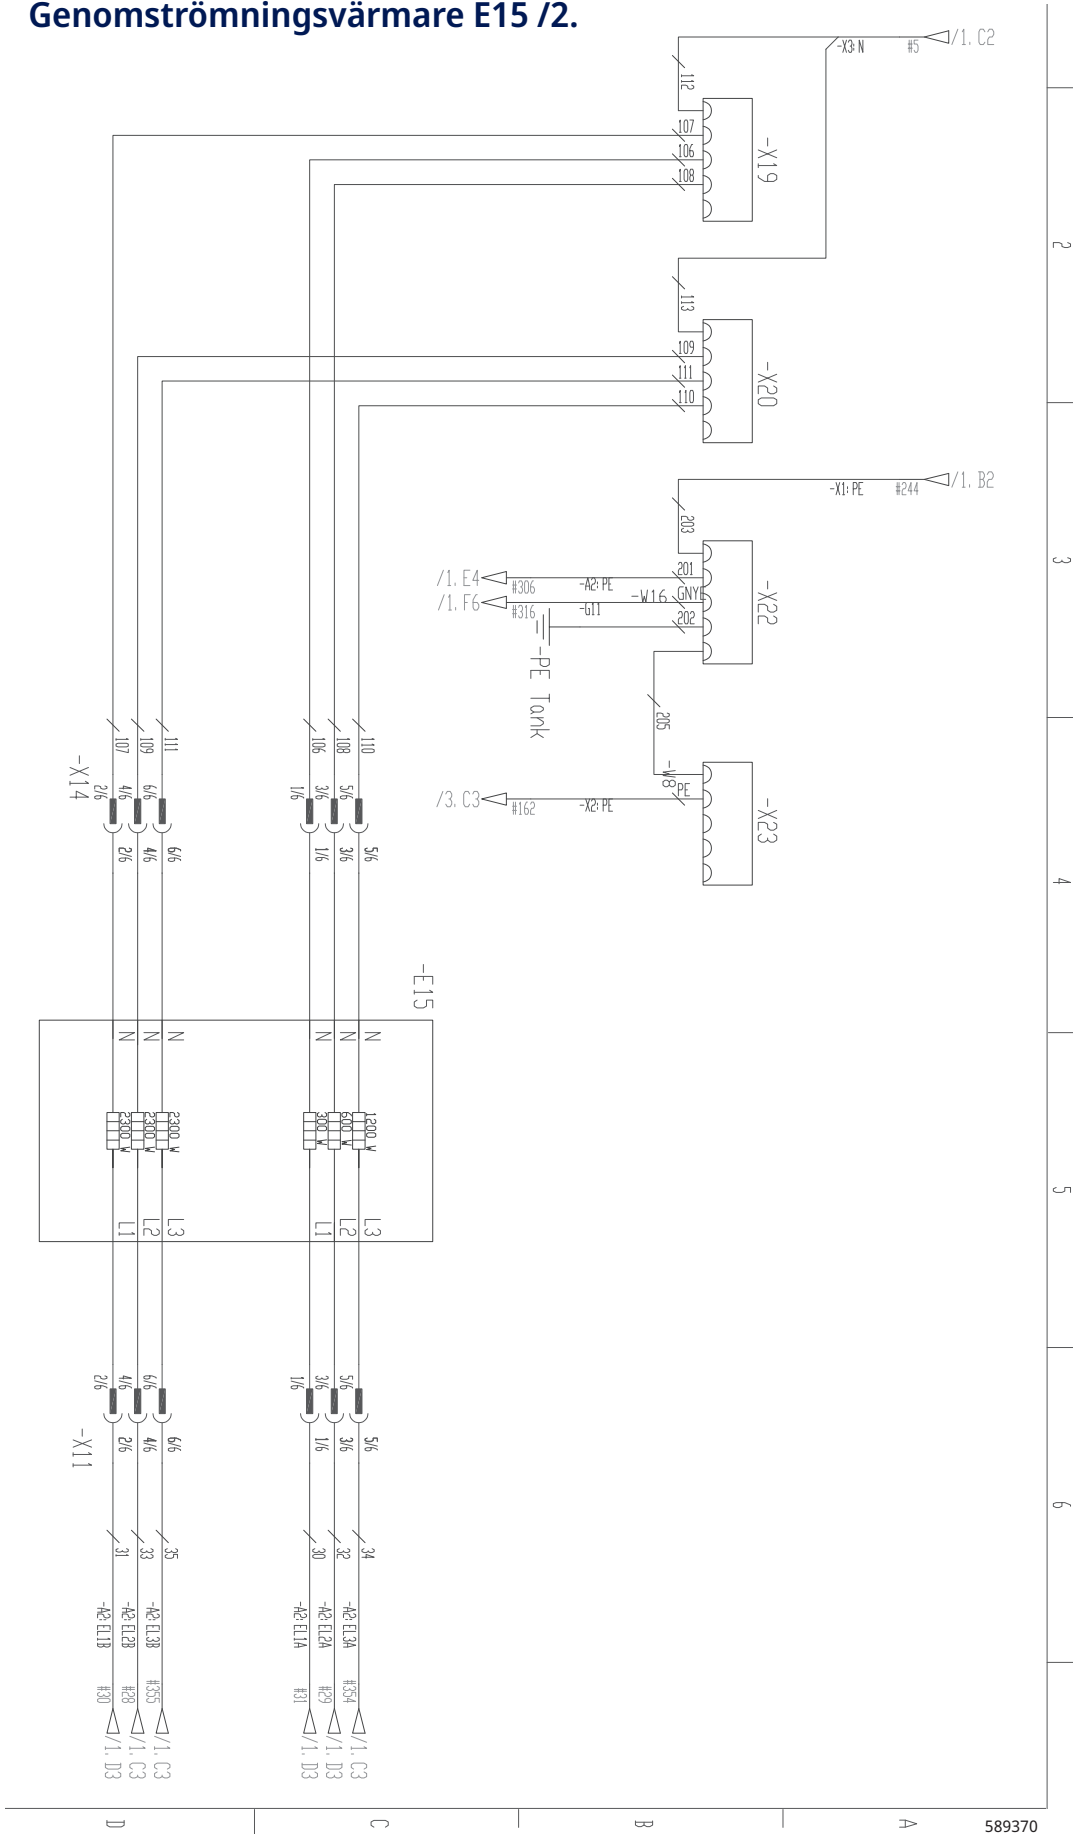 Genomströmningsvärmare E15 /2.
/1. C2
-X3: N
#5
112
107
106
108
-X19
2
113
109
111
110
-X20
/1. B2
-X1: PE
#244
203
3
/1. E4
#306
-A2: PE
201
/1. F6
#316
-G11
-W16
GNYE
202
-X22
-PE Tank
205
107
109
111
106
108
110
-X14
2/6
4/6
6/6
1/6
3/6
5/6
/3. C3
#162
-X2: PE
-W8
PE
-X23
2/6
4/6
6/6
1/6
3/6
5/6
4
-E15
N
N
N
N
N
N
2300 W
2300 W
2300 W
300 W
600 W
1200 W
5
L1
L2
L3
L1
L2
L3
2/6
4/6
6/6
1/6
3/6
5/6
-X11
2/6
4/6
6/6
1/6
3/6
5/6
6
31
33
35
30
32
34
-A2: EL1B
-A2: EL2B
-A2: EL3B
-A2: EL1A
-A2: EL2A
-A2: EL3A
#30
#28
#355
#31
#29
#354
/1. D3
/1. C3
/1. C3
/1. D3
/1. D3
/1. C3
D
C
B
A
589370